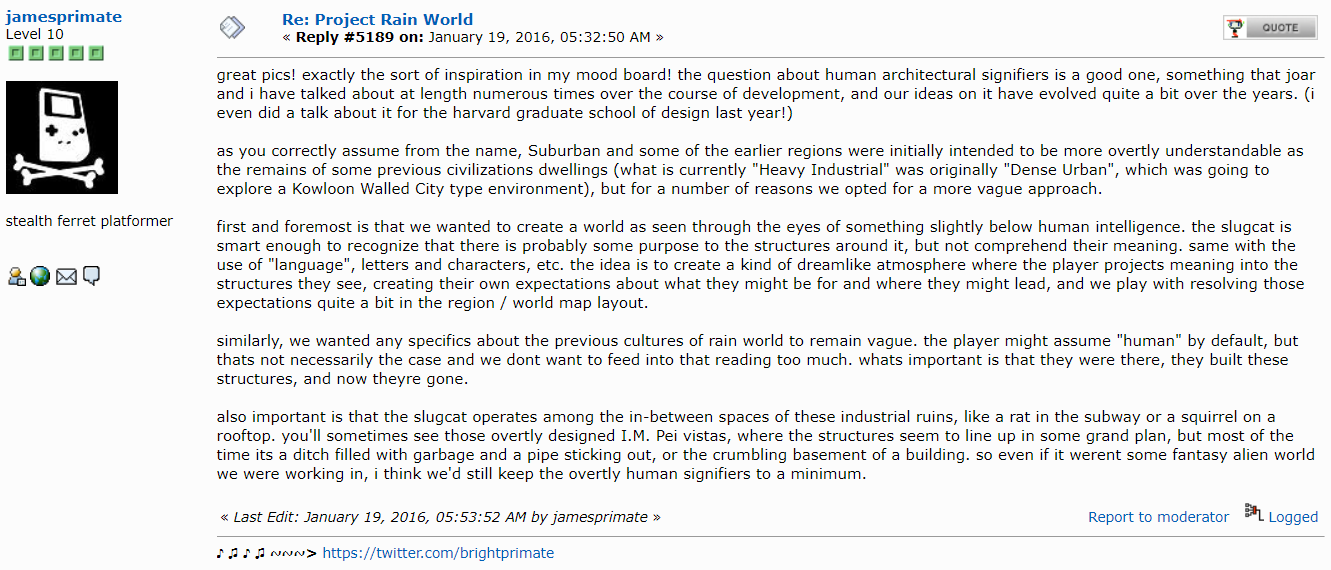 jamesprimate
Level 10
stealth ferret platformer
Re: Project Rain World
« Reply #5189 on: January 19, 2016, 05:32:50 AM »
QUOTE
great pics! exactly the sort of inspiration in my mood board! the question about human architectural signifiers is a good one, something that joar
and i have talked about at length numerous times over the course of development, and our ideas on it have evolved quite a bit over the years. (i
even did a talk about it for the harvard graduate school of design last year!)
as you correctly assume from the name, Suburban and some of the earlier regions were initially intended to be more overtly understandable as
the remains of some previous civilizations dwellings (what is currently "Heavy Industrial" was originally "Dense Urban", which was going to
explore a Kowloon Walled City type environment), but for a number of reasons we opted for a more vague approach.
first and foremost is that we wanted to create a world as seen through the eyes of something slightly below human intelligence. the slugcat is
smart enough to recognize that there is probably some purpose to the structures around it, but not comprehend their meaning. same with the
use of "language", letters and characters, etc. the idea is to create a kind of dreamlike atmosphere where the player projects meaning into the
structures they see, creating their own expectations about what they might be for and where they might lead, and we play with resolving those
expectations quite a bit in the region / world map layout.
similarly, we wanted any specifics about the previous cultures of rain world to remain vague. the player might assume "human" by default, but
thats not necessarily the case and we dont want to feed into that reading too much. whats important is that they were there, they built these
structures, and now theyre gone.
also important is that the slugcat operates among the in-between spaces of these industrial ruins, like a rat in the subway or a squirrel on a
rooftop. you'll sometimes see those overtly designed I.M. Pei vistas, where the structures seem to line up in some grand plan, but most of the
time its a ditch filled with garbage and a pipe sticking out, or the crumbling basement of a building. so even if it werent some fantasy alien world
we were working in, i think we'd still keep the overtly human signifiers to a minimum.
« Last Edit: January 19, 2016, 05:53:52 AM by jamesprimate »
Report to moderator Logged
♪ ♫ ♪ ♫ ~~~> https://twitter.com/brightprimate